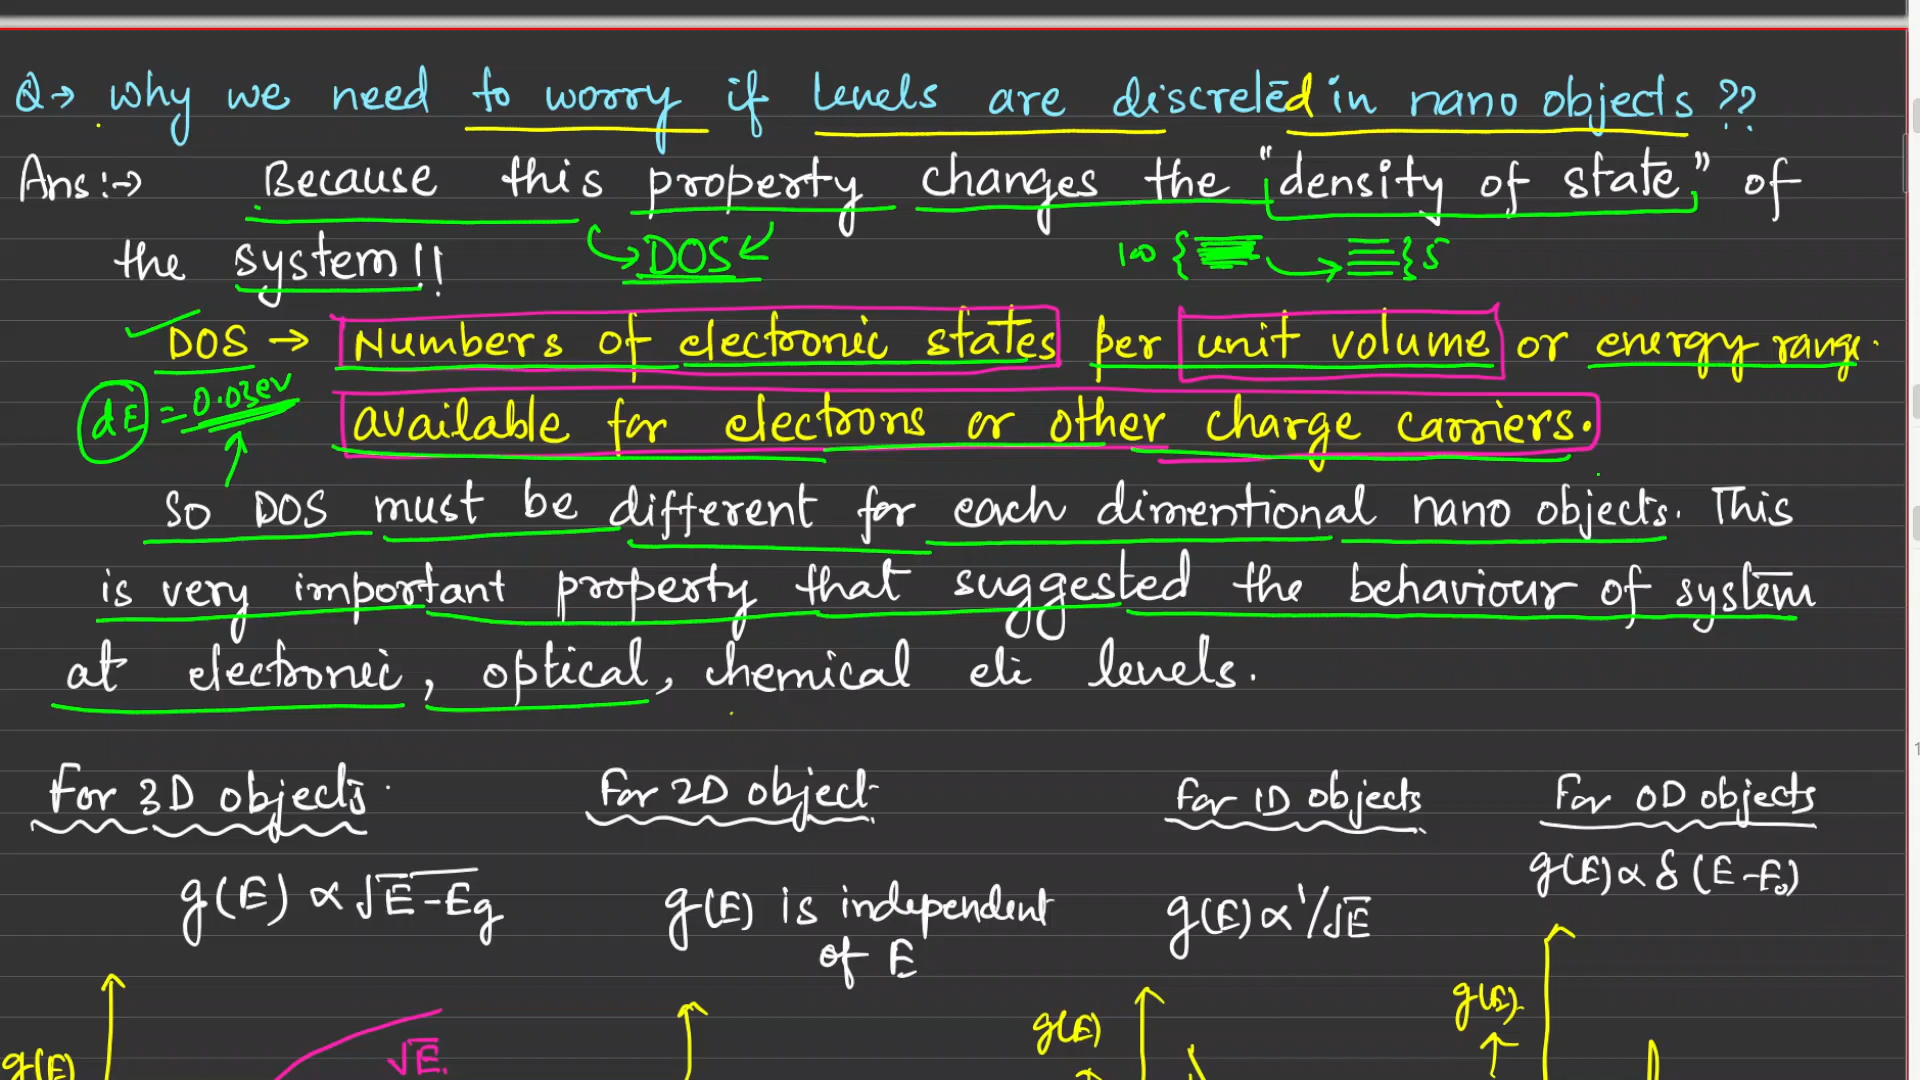 Q→ why we need to worry if levels are discreted in nano objects ??
Ans:→ Because this property changes the "density of state" of
the system!!
DOS
100 { } 5
DOS → Numbers of electronic states per unit volume or energy range.
dE = 0.03eV
available for electrons or other charge carriers.
So DOS must be different for each dimentional nano objects. This
is very important property that suggested the behaviour of system
at electronic, optical, chemical etc levels.
For 3D objects
For 2D object
For 1D objects
For 0D objects
g(E) ∝ √E-Eg
g(E) is independent
of E
g(E) ∝ 1/√E
g(E) ∝ δ (E-E₀)
g(E)
√E
g(E)
g(E)